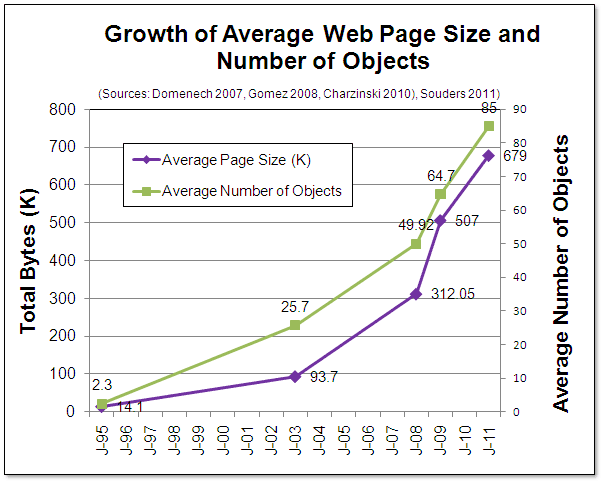 Growth of Average Web Page Size and
Number of Objects
(Sources: Domenech 2007, Gomez 2008, Charzinski 2010), Souders 2011)
Total Bytes (K)
800
700
600
500
400
300
200
100
0
Average Page Size (K)
Average Number of Objects
2.3
25.7
49.92
64.7
85
14.1
93.7
312.05
507
679
90
80
70
60
50
40
30
20
10
0
Average Number of Objects
J-95
J-96
J-97
J-98
J-99
J-00
J-01
J-02
J-03
J-04
J-05
J-06
J-07
J-08
J-09
J-10
J-11